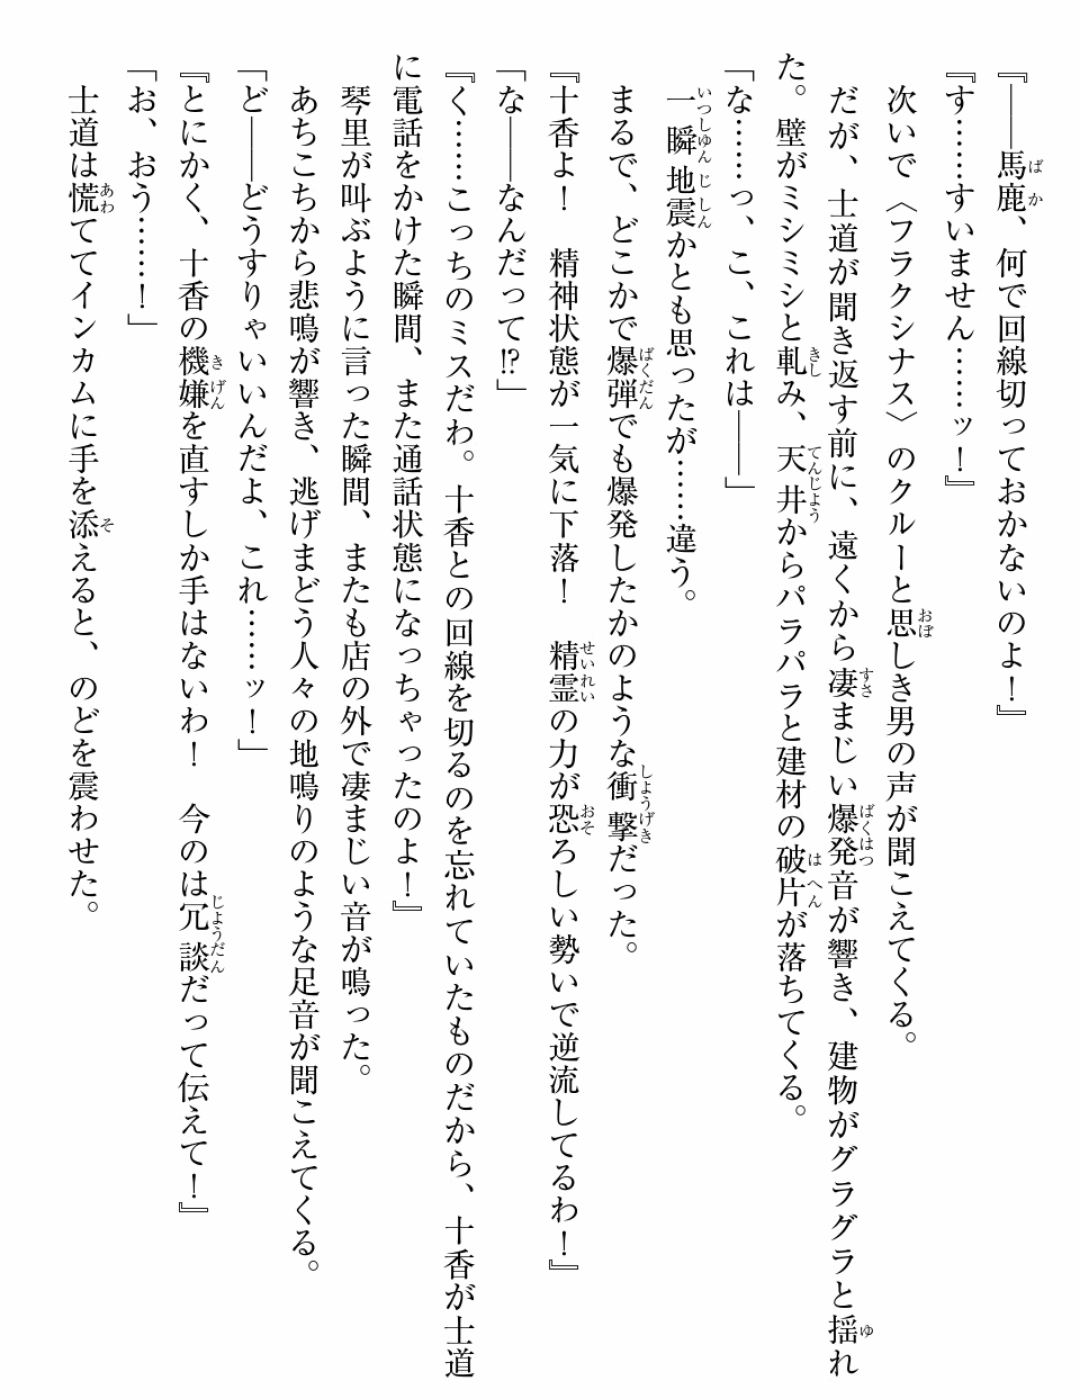 『――馬鹿、何で回線切っておかないのよ！』
『す……すいません……ッ！』
　次いで〈フラクシナス〉のクルーと思しき男の声が聞こえてくる。
　だが、士道が聞き返す前に、遠くから凄まじい爆発音が響き、建物がグラグラと揺れ
た。壁がミシミシと軋み、天井からパラパラと建材の破片が落ちてくる。
「な……っ、こ、これは――」
　一瞬地震かとも思ったが……違う。
　まるで、どこかで爆弾でも爆発したかのような衝撃だった。
『十香よ！　精神状態が一気に下落！　精霊の力が恐ろしい勢いで逆流してるわ！』
「な――なんだって⁉」
『く……こっちのミスだわ。十香との回線を切るのを忘れていたものだから、十香が士道
に電話をかけた瞬間、また通話状態になっちゃったのよ！』
　琴里が叫ぶように言った瞬間、またも店の外で凄まじい音が鳴った。
　あちこちから悲鳴が響き、逃げまどう人々の地鳴りのような足音が聞こえてくる。
「ど――どうすりゃいいんだよ、これ……ッ！」
『とにかく、十香の機嫌を直すしか手はないわ！　今のは冗談だって伝えて！』
「お、おう……！」
　士道は慌ててインカムに手を添えると、のどを震わせた。